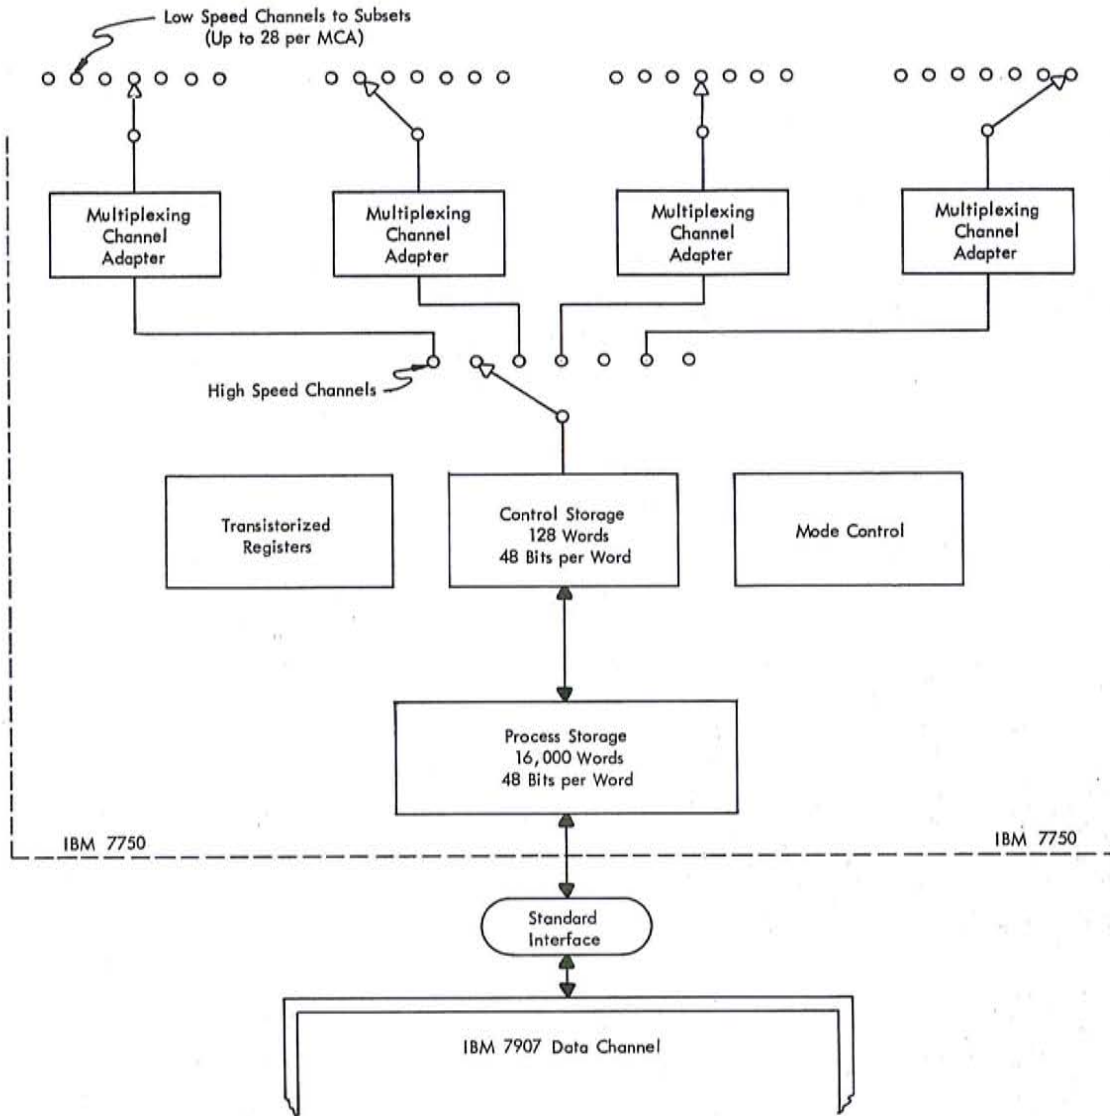 Low Speed Channels to Subsets
(Up to 28 per MCA)
Multiplexing
Channel
Adapter
Multiplexing
Channel
Adapter
Multiplexing
Channel
Adapter
Multiplexing
Channel
Adapter
High Speed Channels
Transistorized
Registers
Control Storage
128 Words
48 Bits per Word
Mode Control
Process Storage
16,000 Words
48 Bits per Word
IBM 7750
IBM 7750
Standard
Interface
IBM 7907 Data Channel